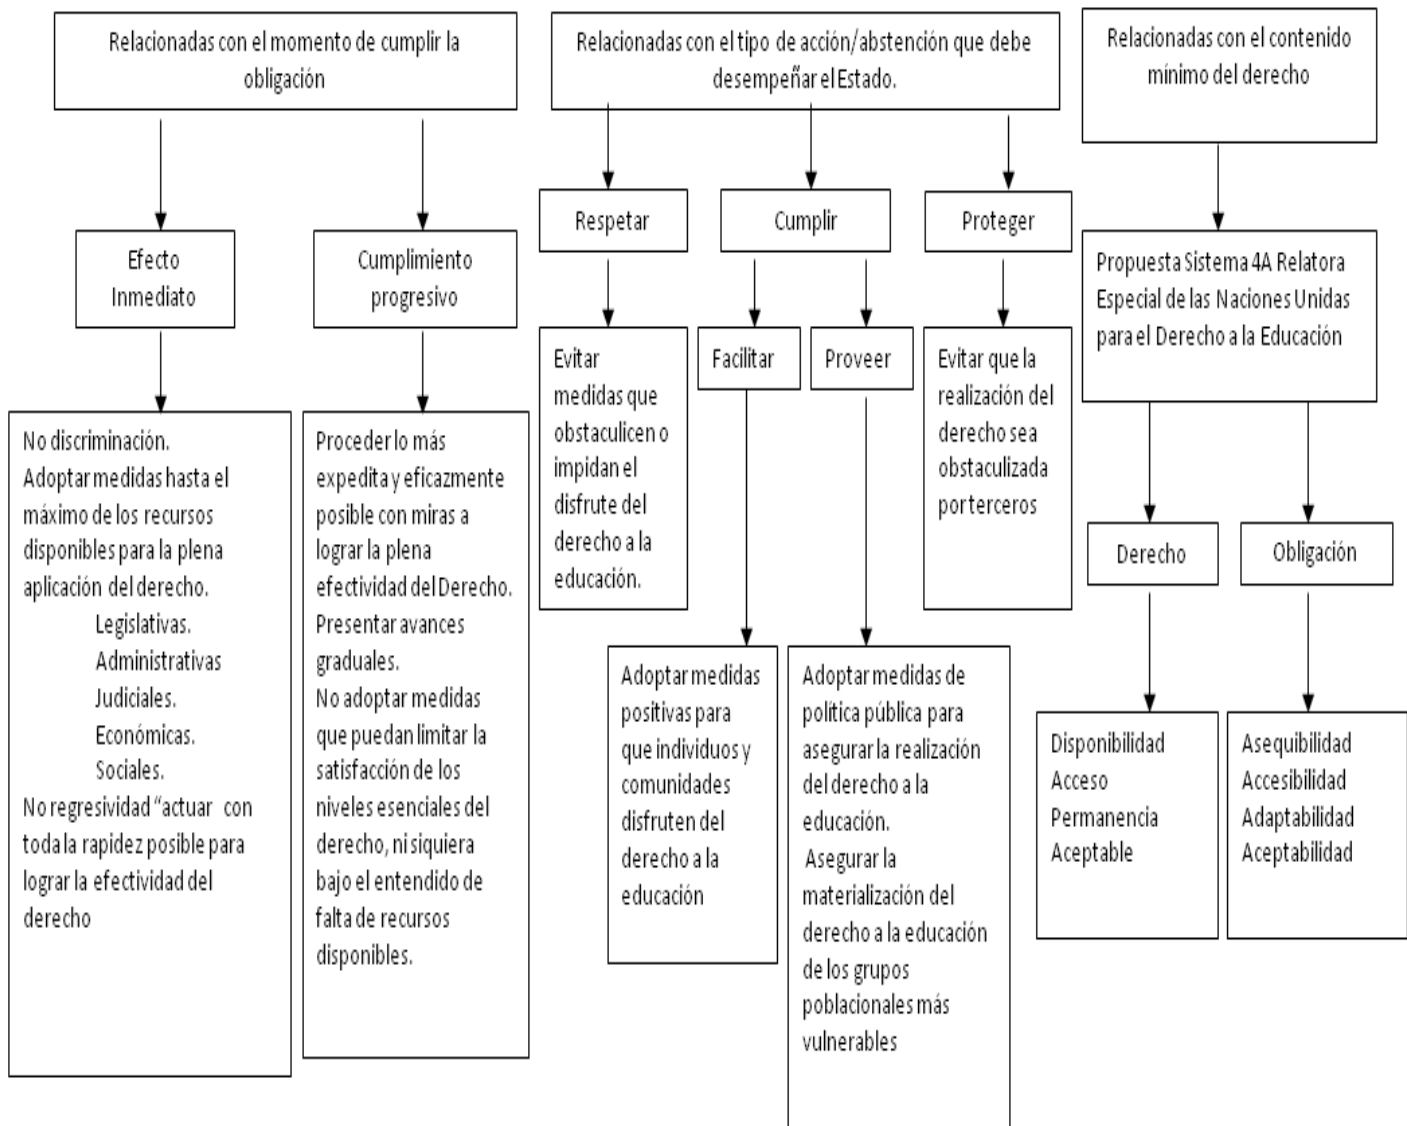 Relacionadas con el momento de cumplir la
obligación
Relacionadas con el tipo de acción/abstención que debe
desempeñar el Estado.
Relacionadas con el contenido
mínimo del derecho
Respetar
Cumplir
Proteger
Efecto
Inmediato
Cumplimiento
progresivo
Propuesta Sistema 4A Relatora
Especial de las Naciones Unidas
para el Derecho a la Educación
Evitar
medidas que
obstaculicen o
impidan el
disfrute del
derecho a la
educación.
Facilitar
Proveer
Evitar que la
realización del
derecho sea
obstaculizada
por terceros
No discriminación.
Adoptar medidas hasta el
máximo de los recursos
disponibles para la plena
aplicación del derecho.
Legislativas.
Administrativas
Judiciales.
Económicas.
Sociales.
No regresividad “actuar con
toda la rapidez posible para
lograr la efectividad del
derecho
Proceder lo más
expedita y eficazmente
posible con miras a
lograr la plena
efectividad del Derecho.
Presentar avances
graduales.
No adoptar medidas
que puedan limitar la
satisfacción de los
niveles esenciales del
derecho, ni siquiera
bajo el entendido de
falta de recursos
disponibles.
Derecho
Obligación
Adoptar medidas
positivas para
que individuos y
comunidades
disfruten del
derecho a la
educación
Adoptar medidas de
política pública para
asegurar la realización
del derecho a la
educación.
Asegurar la
materialización del
derecho a la educación
de los grupos
poblacionales más
vulnerables
Disponibilidad
Acceso
Permanencia
Aceptable
Asequibilidad
Accesibilidad
Adaptabilidad
Aceptabilidad